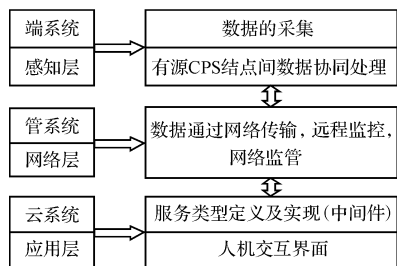 端系统
感知层
数据的采集
有源CPS结点间数据协同处理
管系统
网络层
数据通过网络传输，远程监控，
网络监管
云系统
应用层
服务类型定义及实现(中间件)
人机交互界面